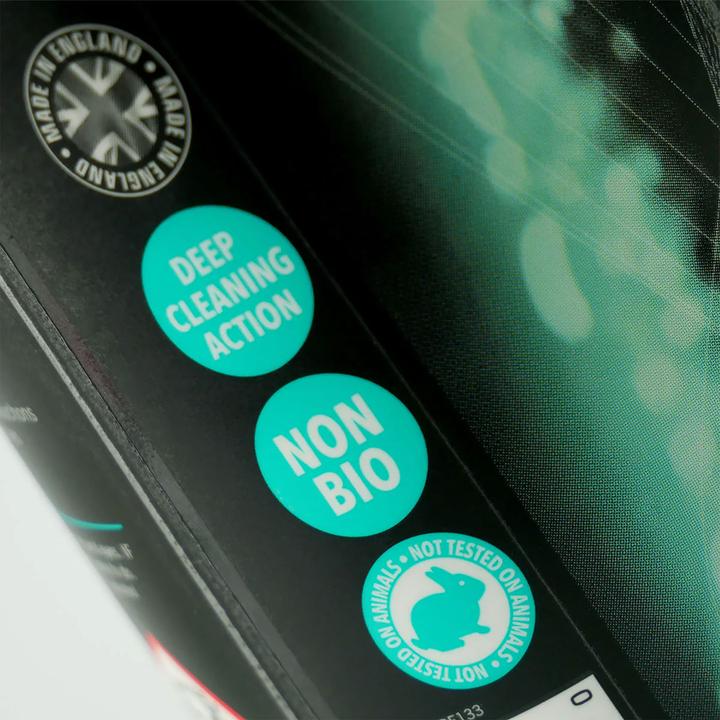 MADE IN ENGLAND • MADE IN ENGLAND •
DEEP
CLEANING
ACTION
NON
BIO
NOT TESTED ON ANIMALS • NOT TESTED ON ANIMALS •
0